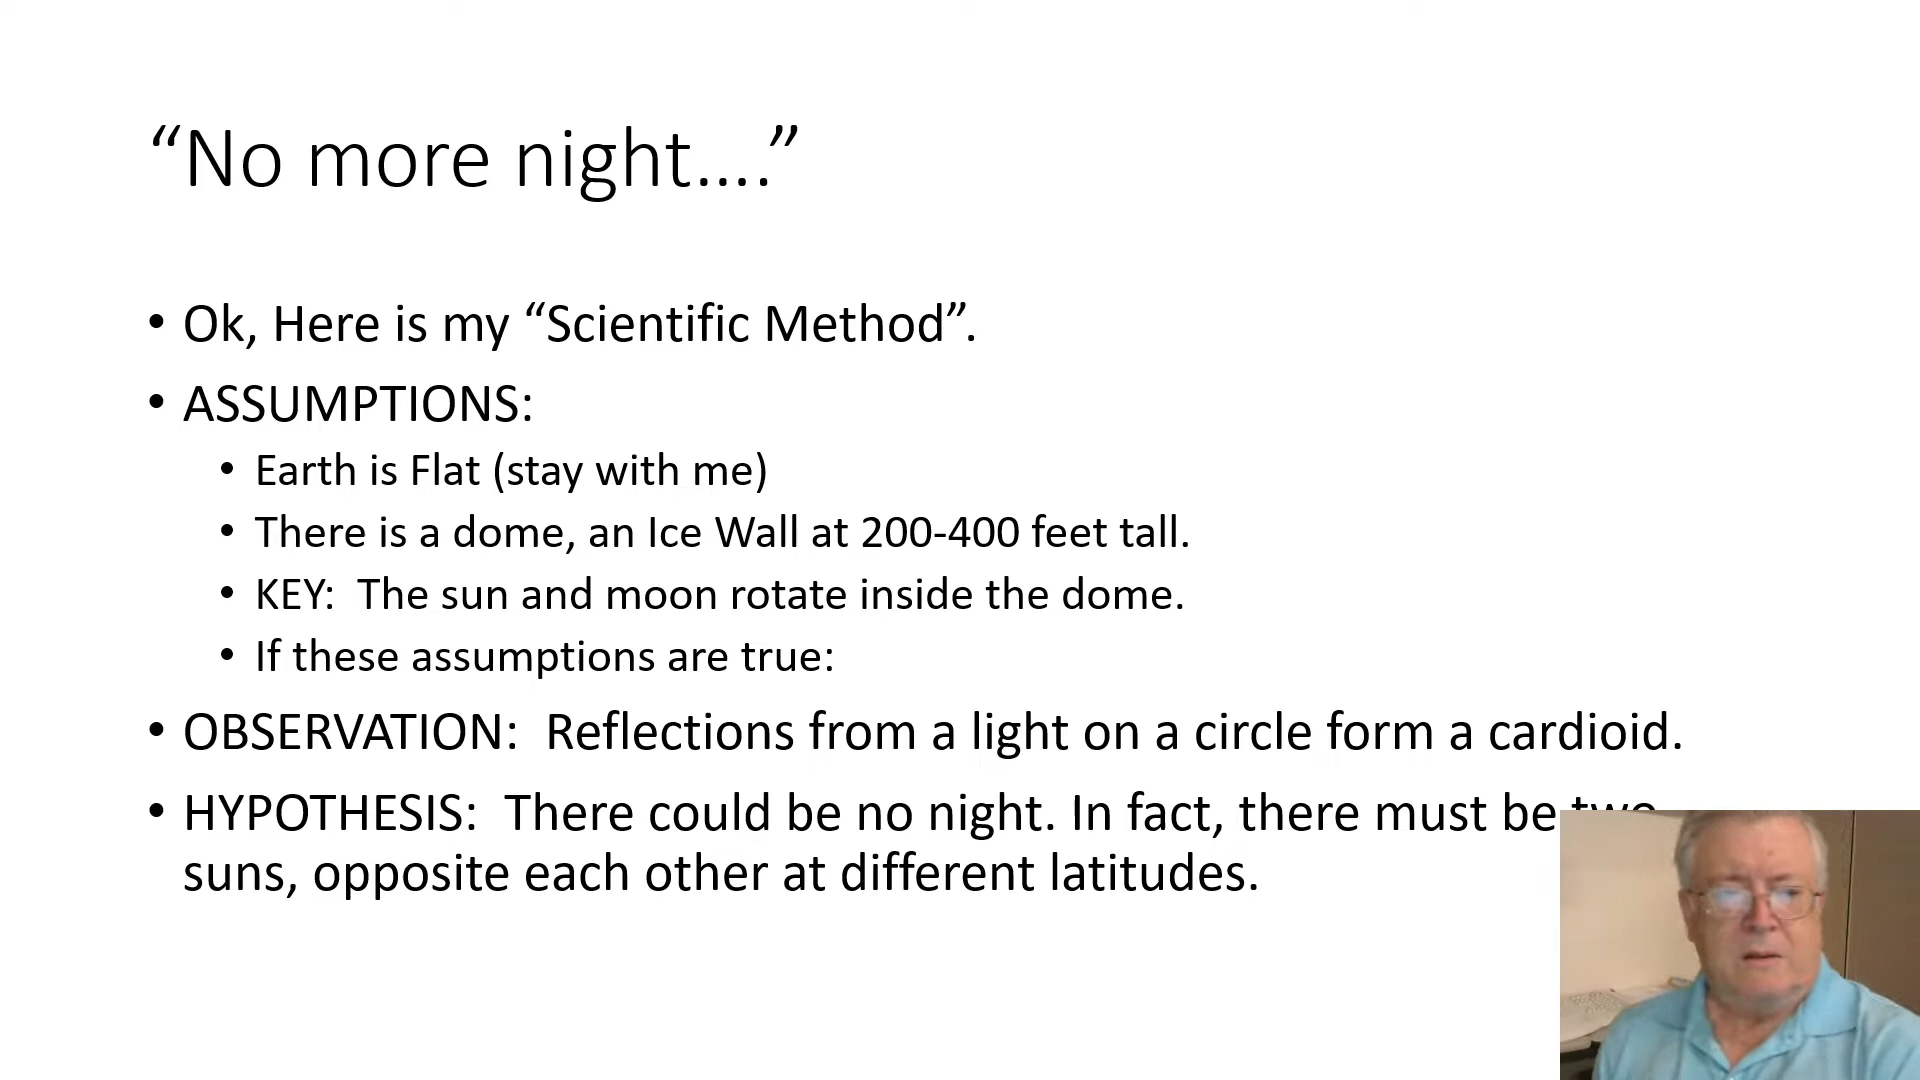 “No more night….”
• Ok, Here is my “Scientific Method”.
• ASSUMPTIONS:
• Earth is Flat (stay with me)
• There is a dome, an Ice Wall at 200-400 feet tall.
• KEY:  The sun and moon rotate inside the dome.
• If these assumptions are true:
• OBSERVATION:  Reflections from a light on a circle form a cardioid.
• HYPOTHESIS:  There could be no night. In fact, there must be two
suns, opposite each other at different latitudes.